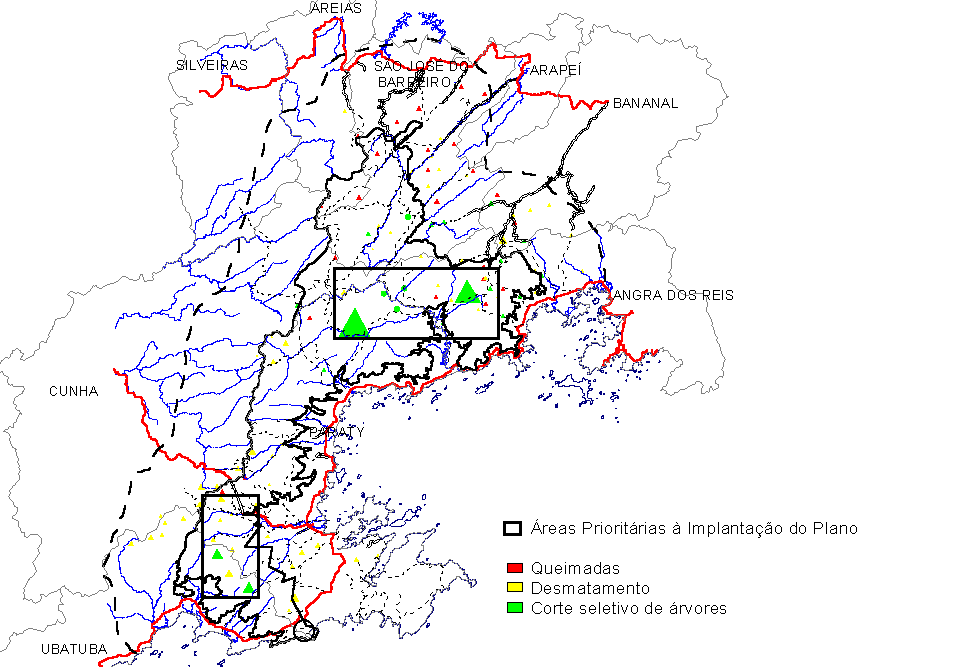 AREIAS
SILVEIRAS
SÃO JOSÉ DO
BARREIRO
ARAPEÍ
BANANAL
ANGRA DOS REIS
CUNHA
PARATY
Áreas Prioritárias à Implantação do Plano
Queimadas
Desmatamento
Corte seletivo de árvores
UBATUBA